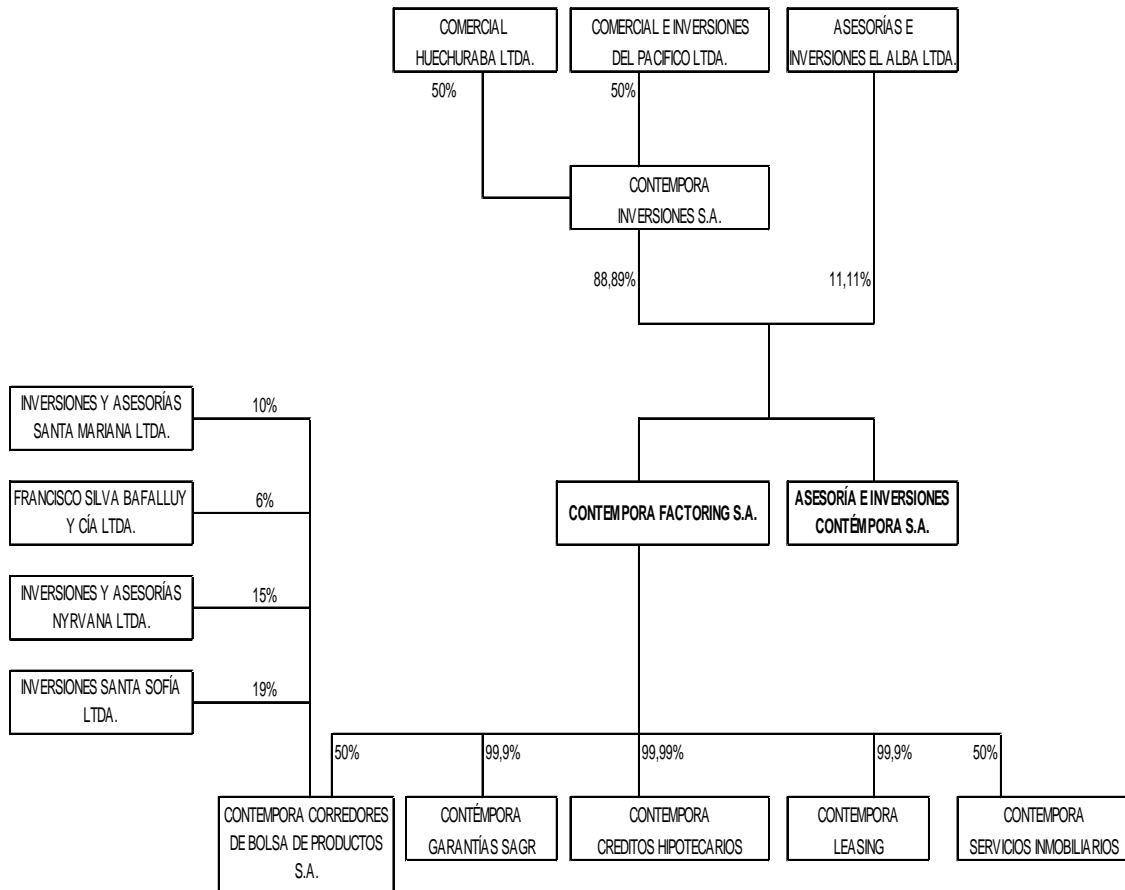 COMERCIAL
HUECHURABA LTDA.
COMERCIAL E INVERSIONES
DEL PACIFICO LTDA.
ASESORÍAS E
INVERSIONES EL ALBA LTDA.
50%
50%
CONTEMPORA
INVERSIONES S.A.
88,89%
11,11%
INVERSIONES Y ASESORÍAS
SANTA MARIANA LTDA.
10%
FRANCISCO SILVA BAFALLUY
Y CÍA LTDA.
6%
CONTEMPORA FACTORING S.A.
ASESORÍA E INVERSIONES
CONTÉMPORA S.A.
INVERSIONES Y ASESORÍAS
NYRVANA LTDA.
15%
INVERSIONES SANTA SOFÍA
LTDA.
19%
50%
99,9%
99,99%
99,9%
50%
CONTEMPORA CORREDORES
DE BOLSA DE PRODUCTOS
S.A.
CONTÉMPORA
GARANTÍAS SAGR
CONTEMPORA
CREDITOS HIPOTECARIOS
CONTEMPORA
LEASING
CONTEMPORA
SERVICIOS INMOBILIARIOS